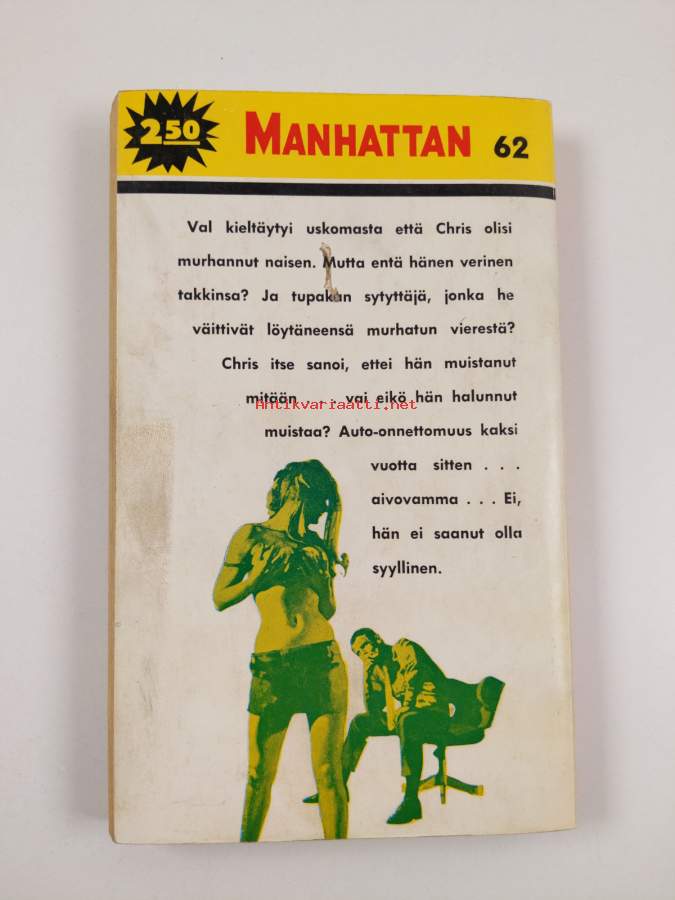 2 50 MANHATTAN 62
Val kieltäytyi uskomasta että Chris olisi
murhannut naisen. Mutta entä hänen verinen
takkinsa? Ja tupakan sytyttäjä, jonka he
väittivät löytäneensä murhatun vierestä?
Chris itse sanoi, ettei hän muistanut
mitään . . . vai eikö hän halunnut
Antikvariaatti.net
muistaa? Auto-onnettomuus kaksi
vuotta sitten . . .
aivovamma . . . Ei,
hän ei saanut olla
syyllinen.